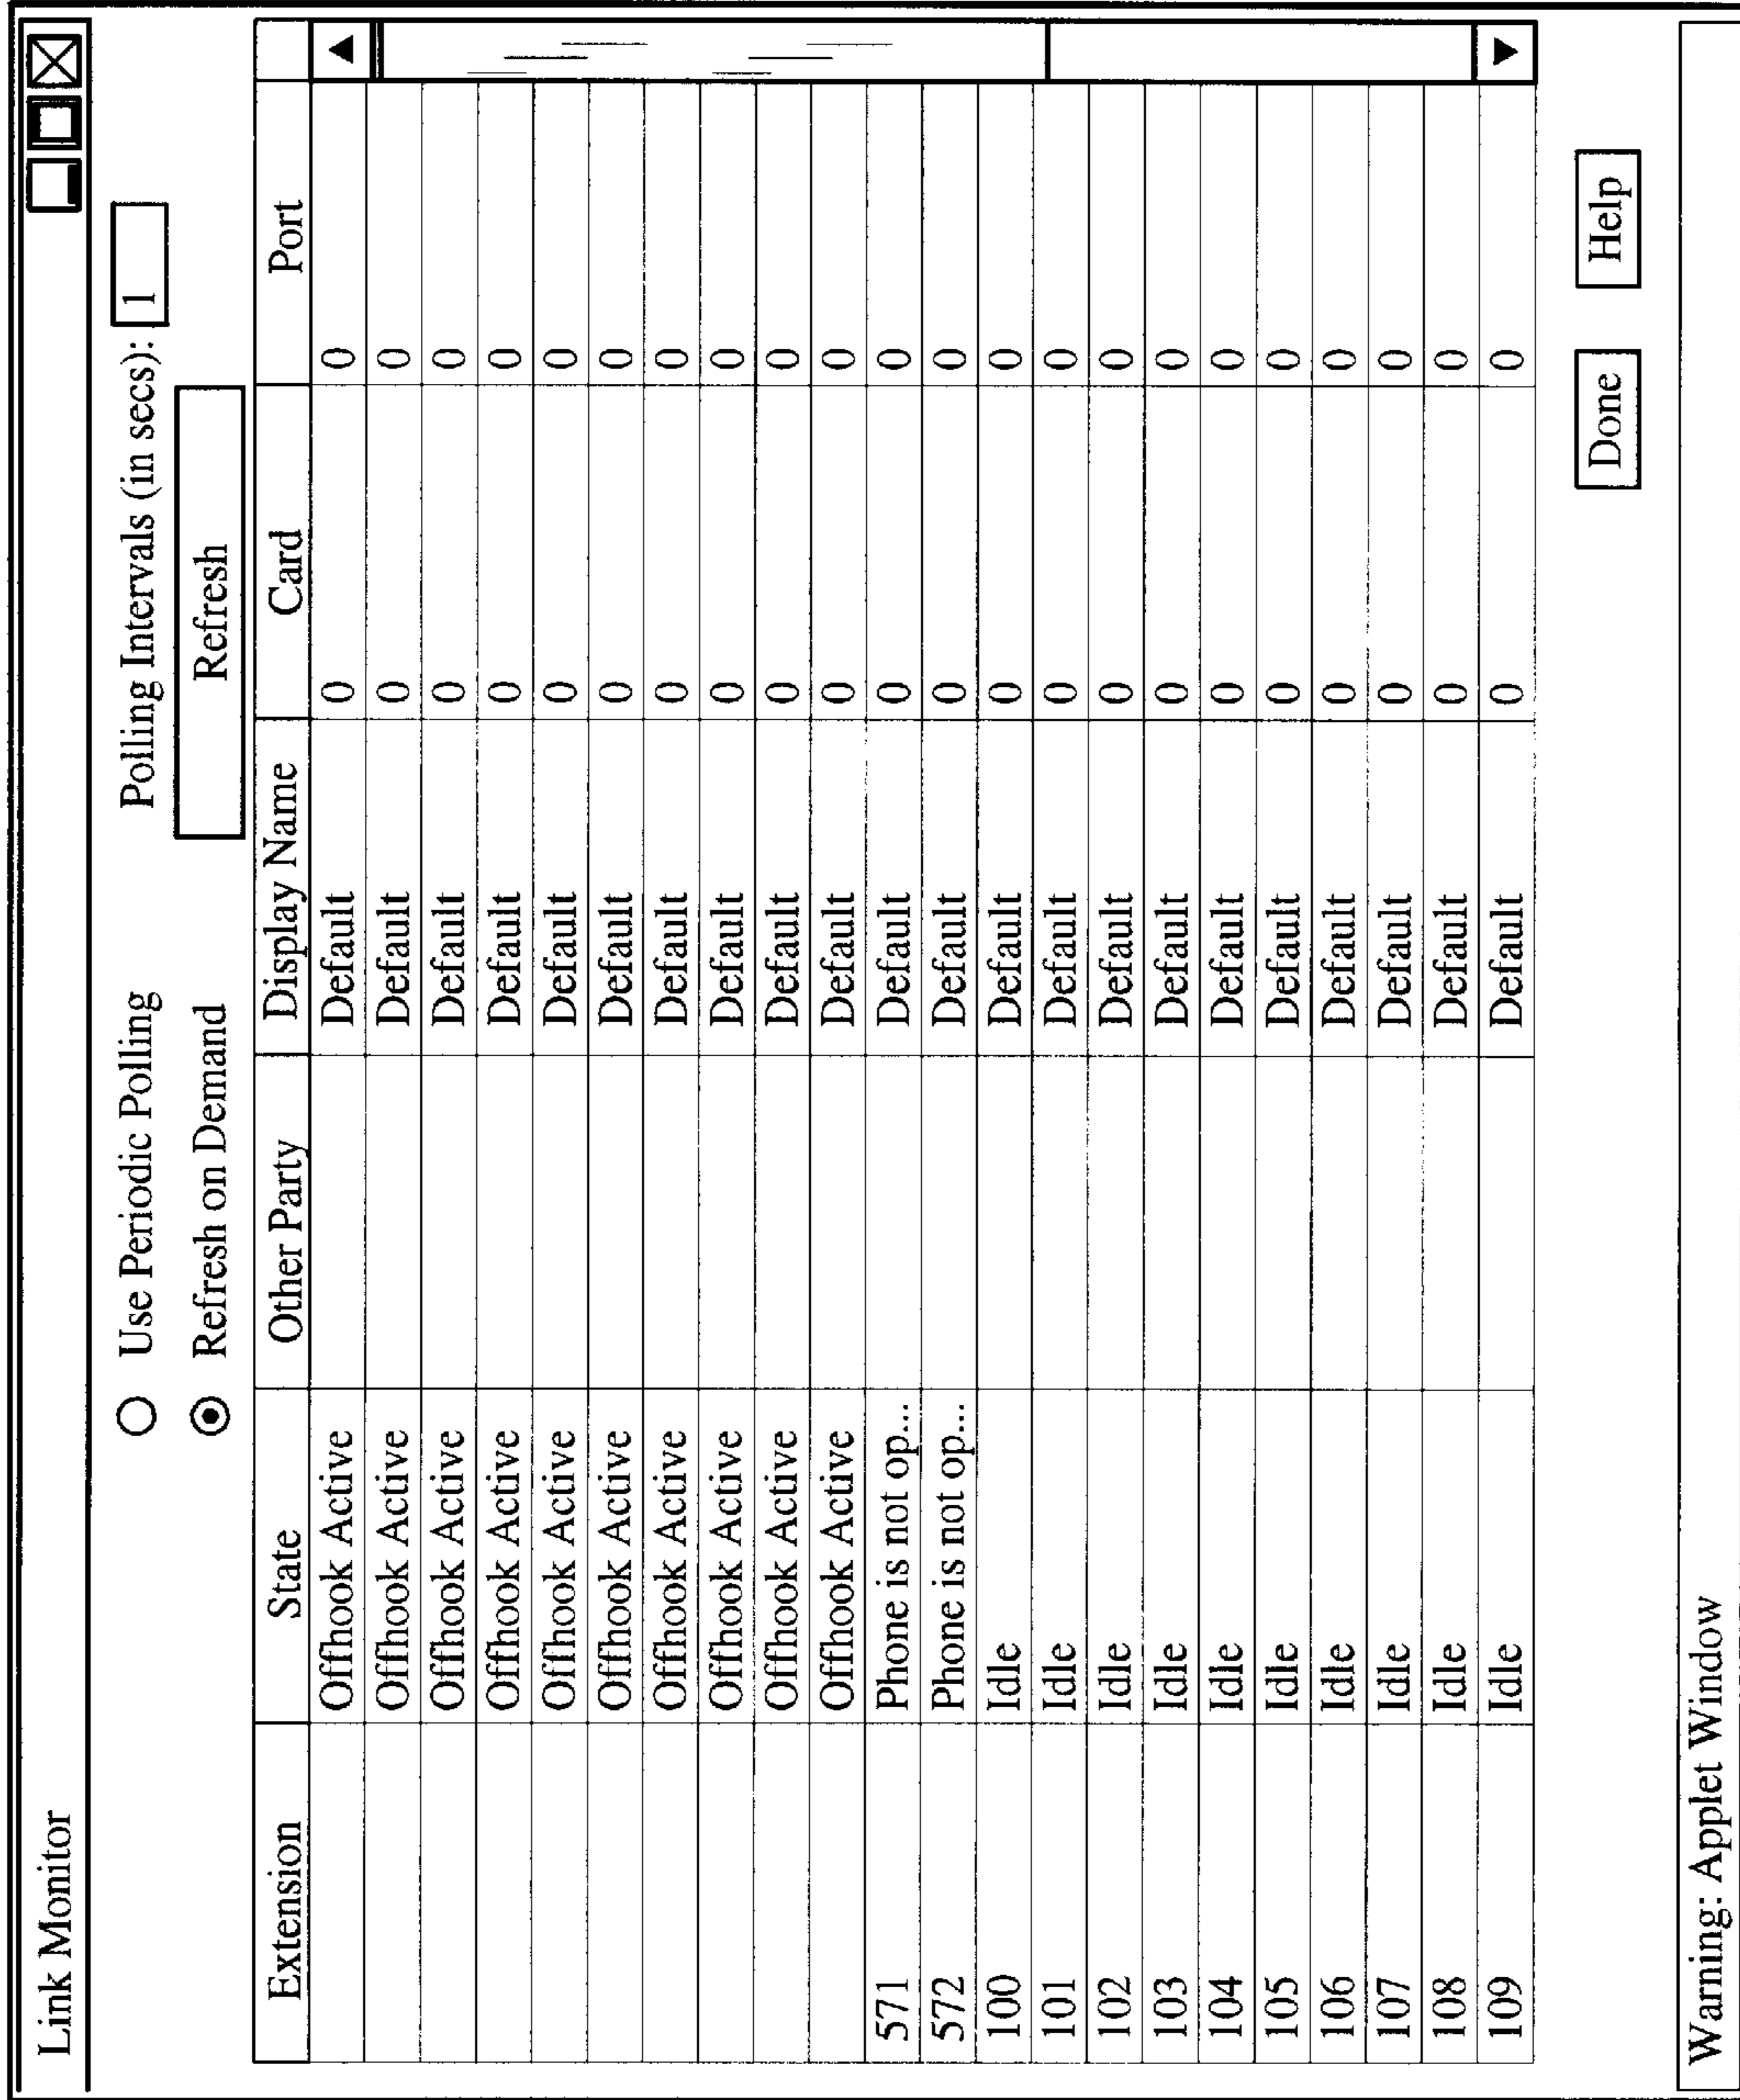 Link Monitor
Use Periodic Polling Polling Intervals (in secs): 1
Refresh on Demand Refresh
Extension State Other Party Display Name Card Port
Offhook Active Default 0 0
Offhook Active Default 0 0
Offhook Active Default 0 0
Offhook Active Default 0 0
Offhook Active Default 0 0
Offhook Active Default 0 0
Offhook Active Default 0 0
Offhook Active Default 0 0
Offhook Active Default 0 0
Offhook Active Default 0 0
571 Phone is not op... Default 0 0
572 Phone is not op... Default 0 0
100 Idle Default 0 0
101 Idle Default 0 0
102 Idle Default 0 0
103 Idle Default 0 0
104 Idle Default 0 0
105 Idle Default 0 0
106 Idle Default 0 0
107 Idle Default 0 0
108 Idle Default 0 0
109 Idle Default 0 0
Done Help
Warning: Applet Window